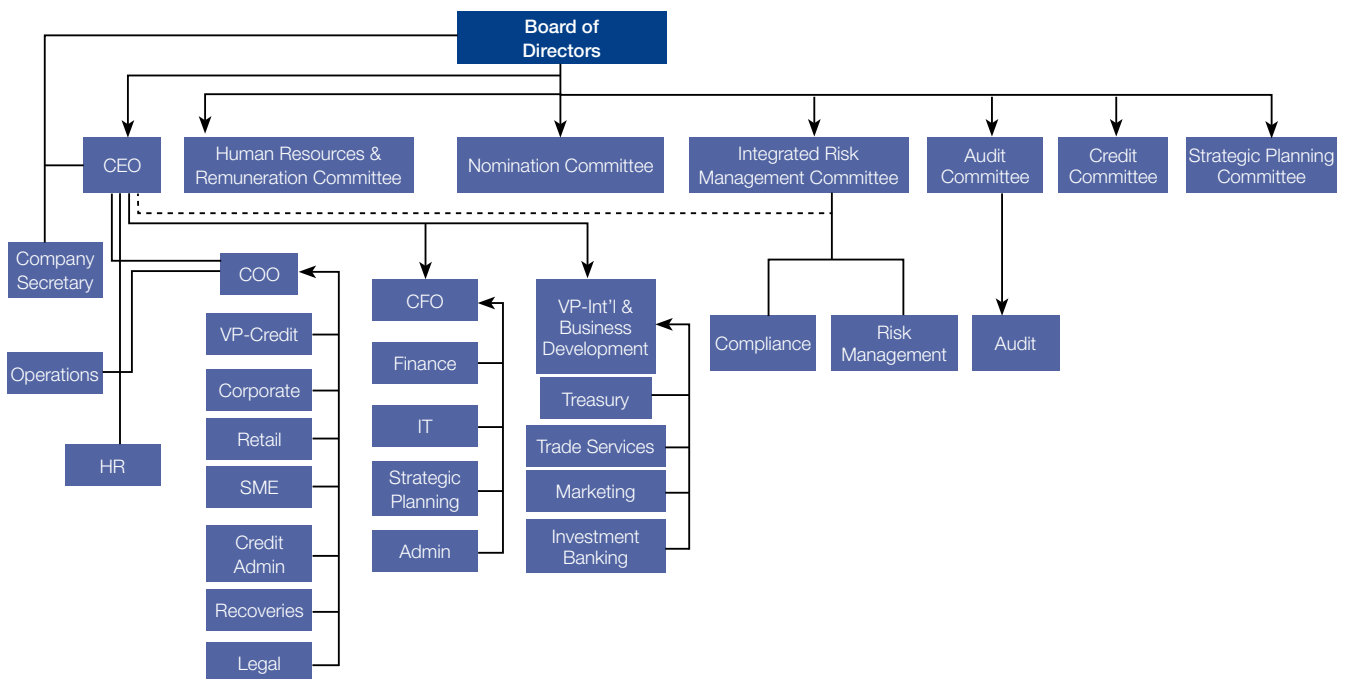 Board of
Directors
CEO
Human Resources &
Remuneration Committee
Nomination Committee
Integrated Risk
Management Committee
Audit
Committee
Credit
Committee
Strategic Planning
Committee
Company
Secretary
COO
CFO
VP-Int'l &
Business
Development
VP-Credit
Operations
Corporate
Retail
HR
SME
Credit
Admin
Recoveries
Legal
Finance
IT
Strategic
Planning
Admin
Treasury
Trade Services
Marketing
Investment
Banking
Compliance
Risk
Management
Audit